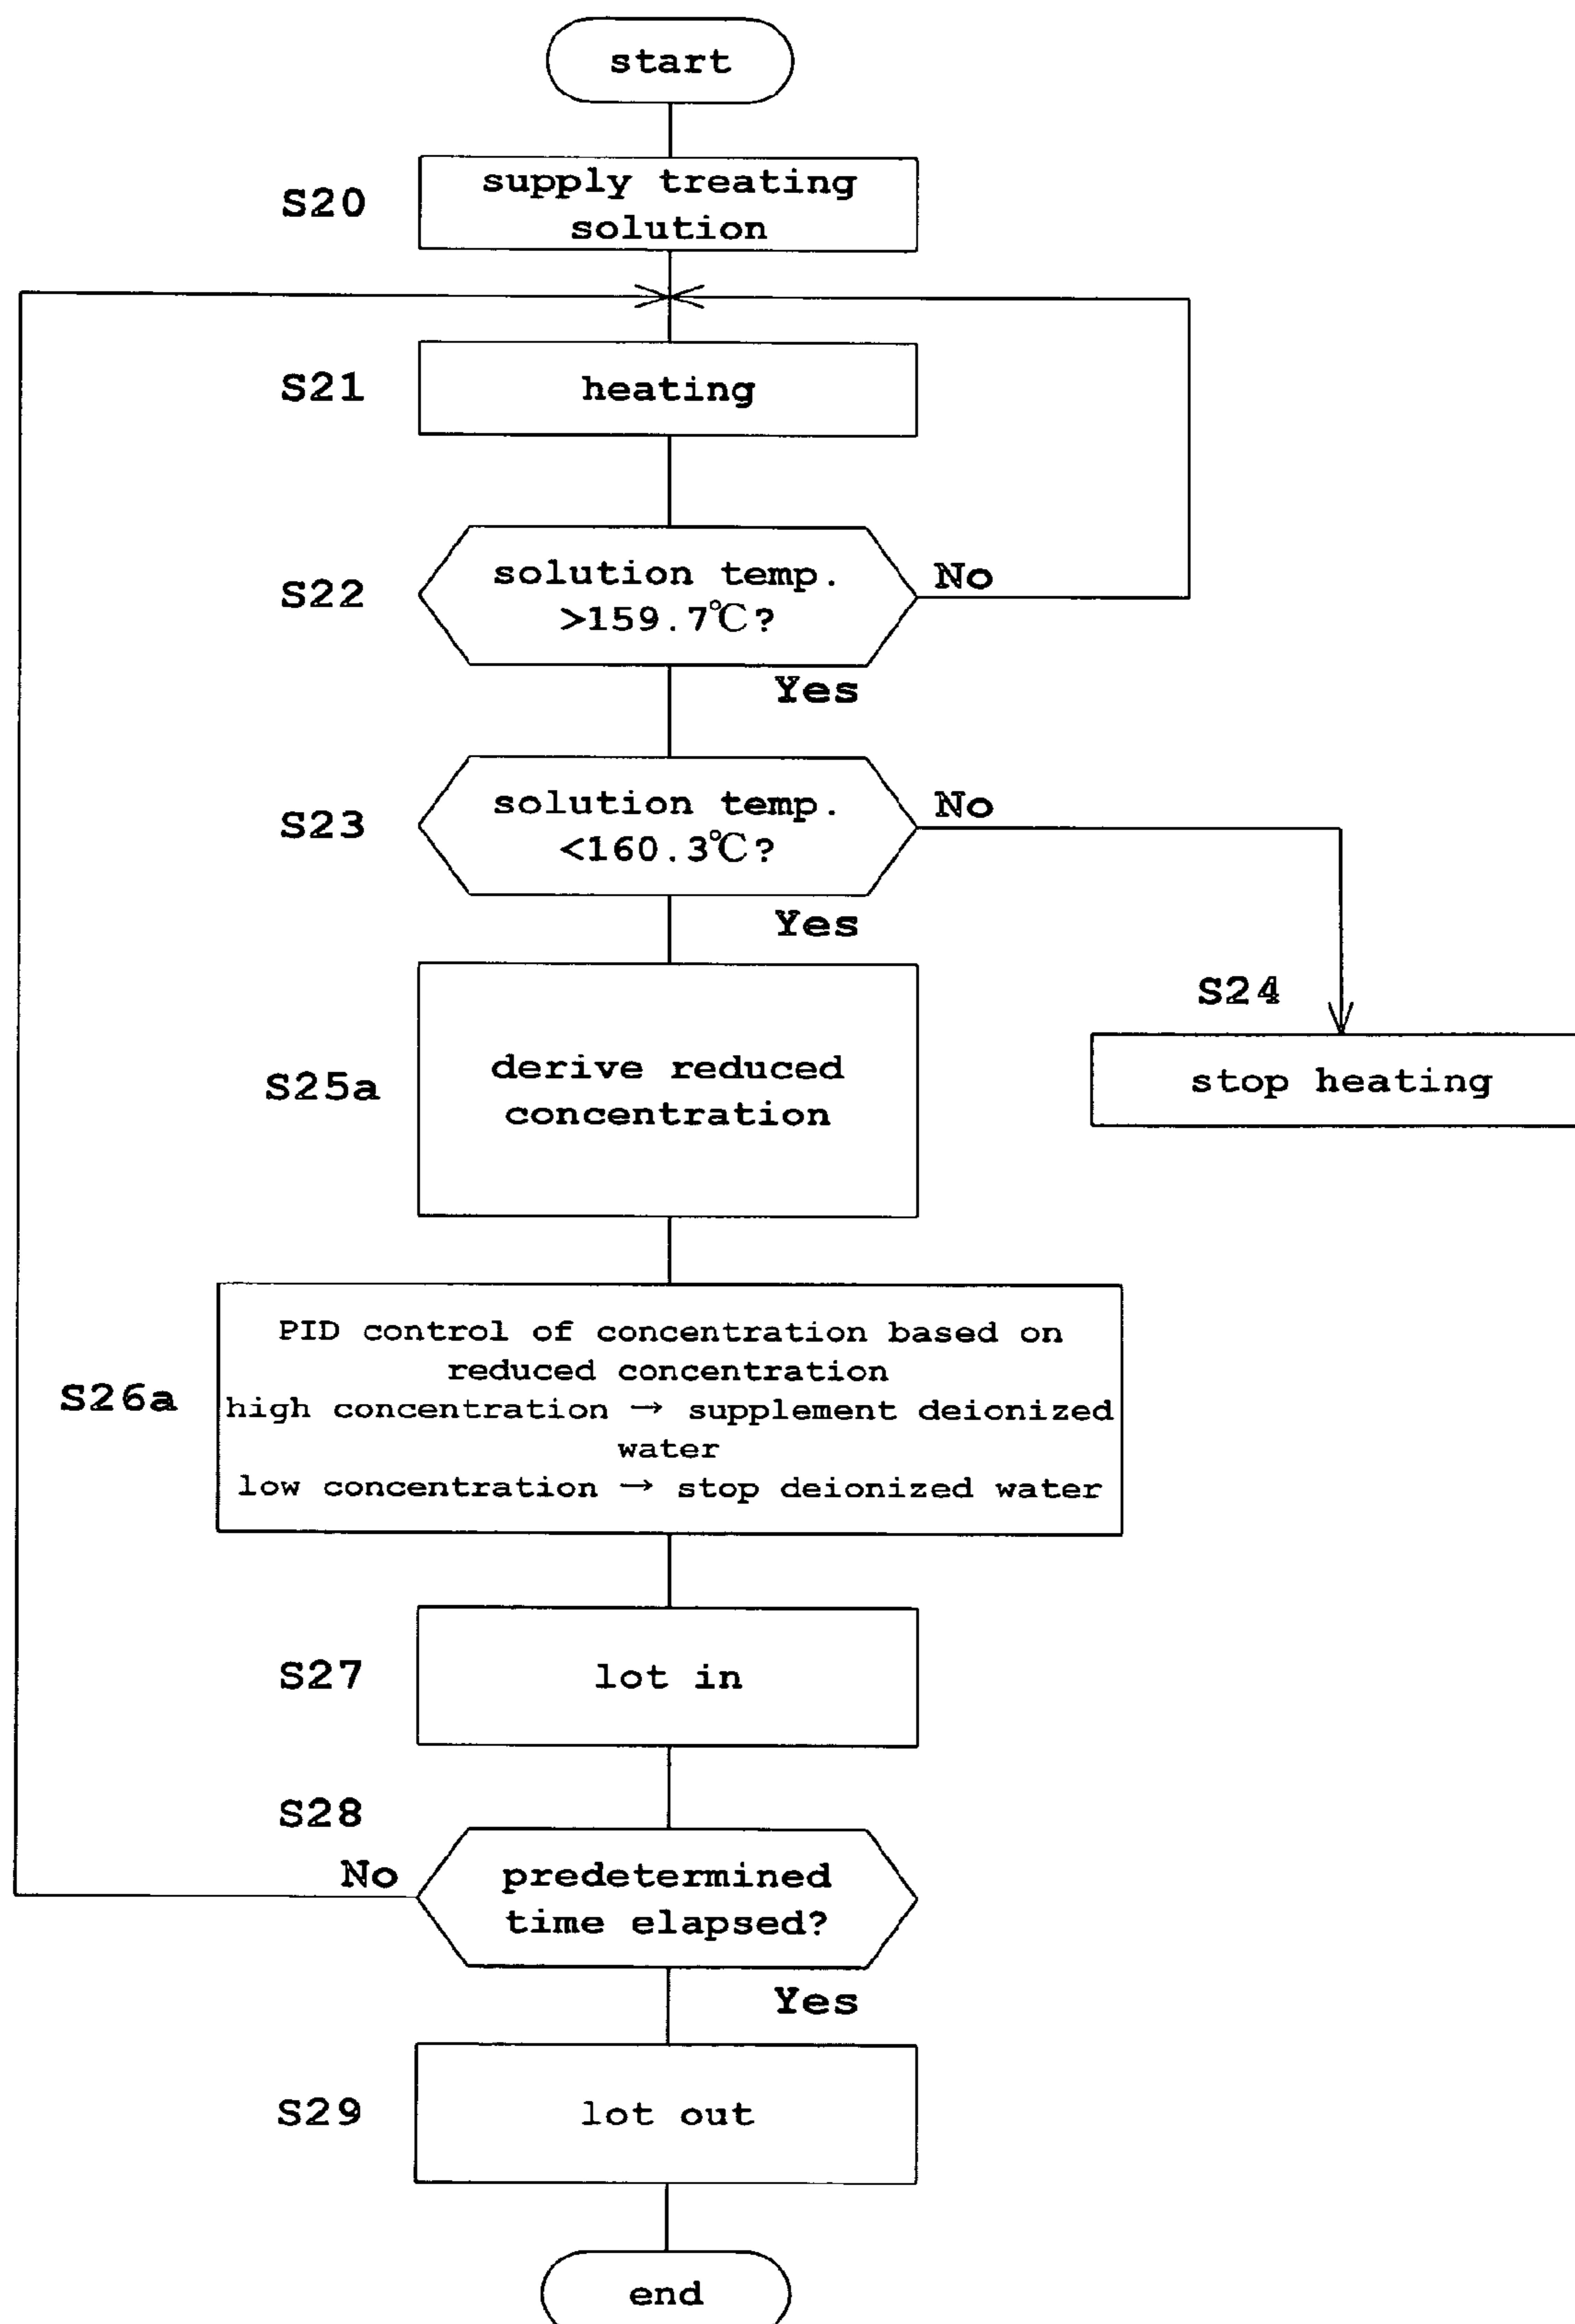 start
S20
supply treating
solution
S21
heating
S22
solution temp.
>159.7℃?
No
Yes
S23
solution temp.
<160.3℃?
No
Yes
S24
stop heating
S25a
derive reduced
concentration
S26a
PID control of concentration based on
reduced concentration
high concentration → supplement deionized
water
low concentration → stop deionized water
S27
lot in
S28
No
predetermined
time elapsed?
Yes
S29
lot out
end